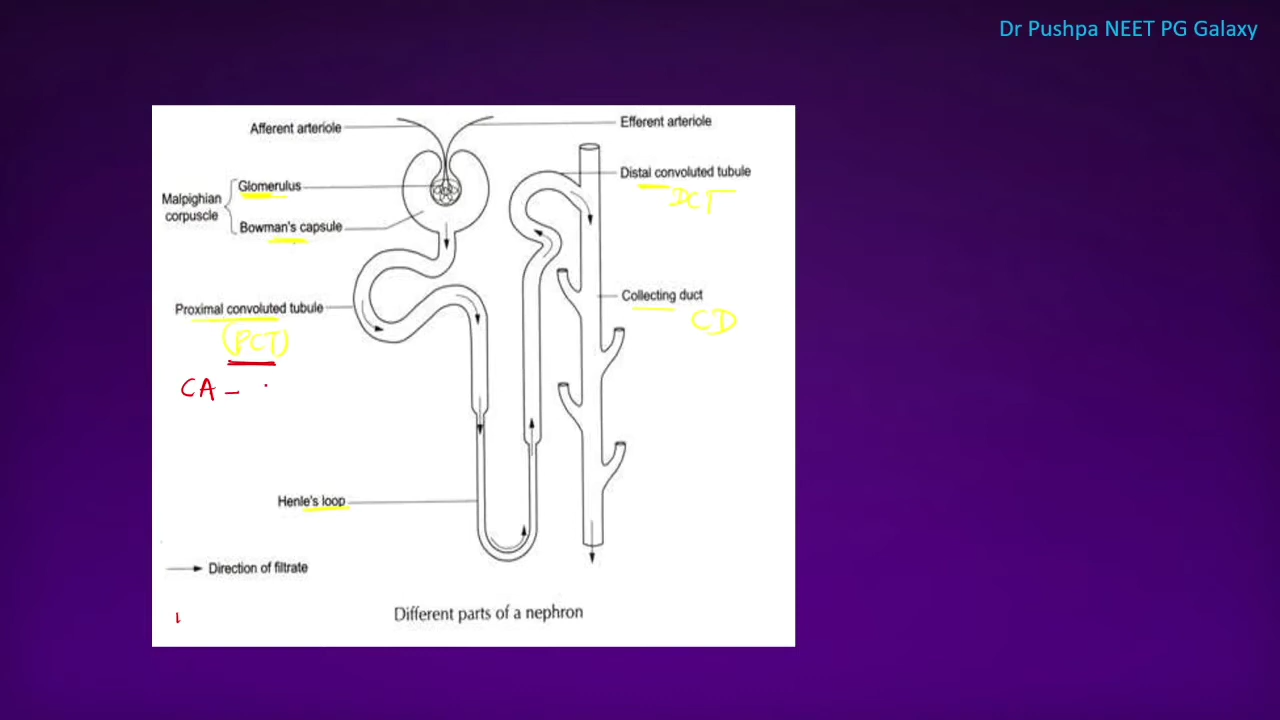 Dr Pushpa NEET PG Galaxy
Afferent arteriole
Efferent arteriole
Glomerulus
Malpighian
corpuscle
Bowman's capsule
Distal convoluted tubule
DCT
Proximal convoluted tubule
(PCT)
CA –
Collecting duct
CD
Henle's loop
Direction of filtrate
Different parts of a nephron